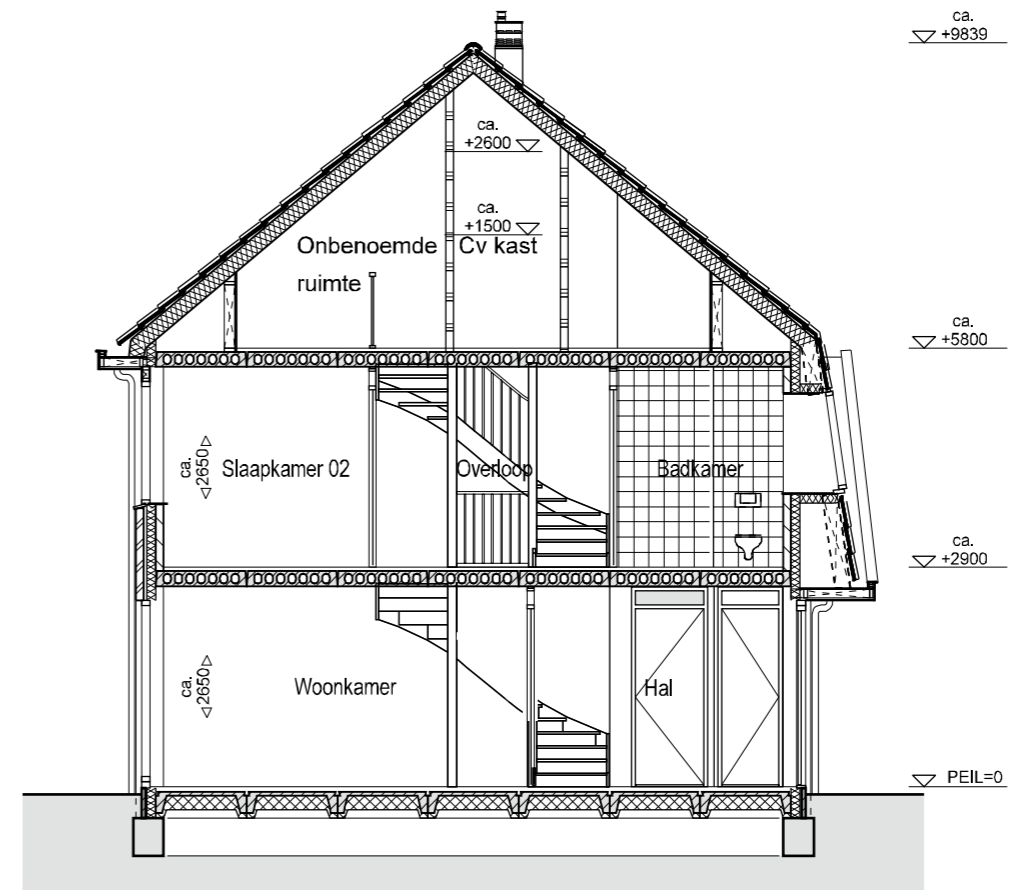 ca.
+9839
ca.
+2600
ca.
+1500
Onbenoemde
ruimte
Cv kast
ca.
+5800
ca.
2650
Slaapkamer 02
Overloop
Badkamer
ca.
+2900
ca.
2650
Woonkamer
Hal
PEIL=0